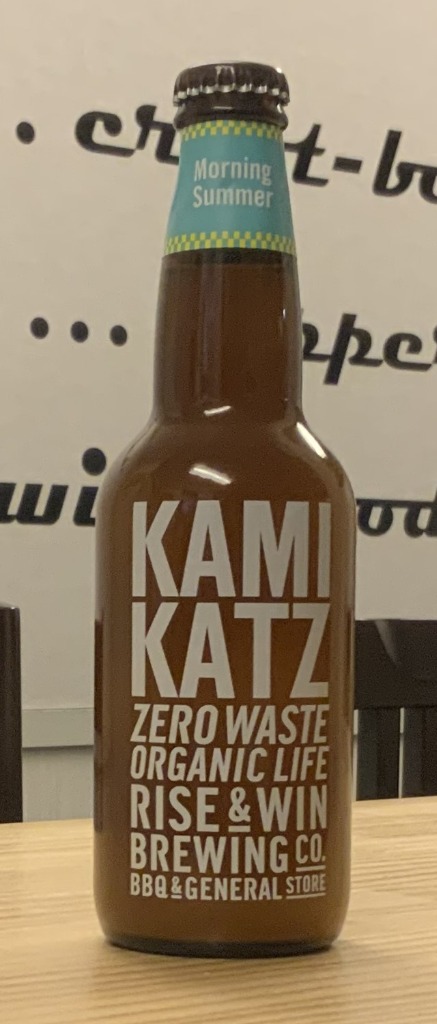 Morning
Summer
KAMI
KATZ
ZERO WASTE
ORGANIC LIFE
RISE & WIN
BREWING CO.
BBQ & GENERAL STORE